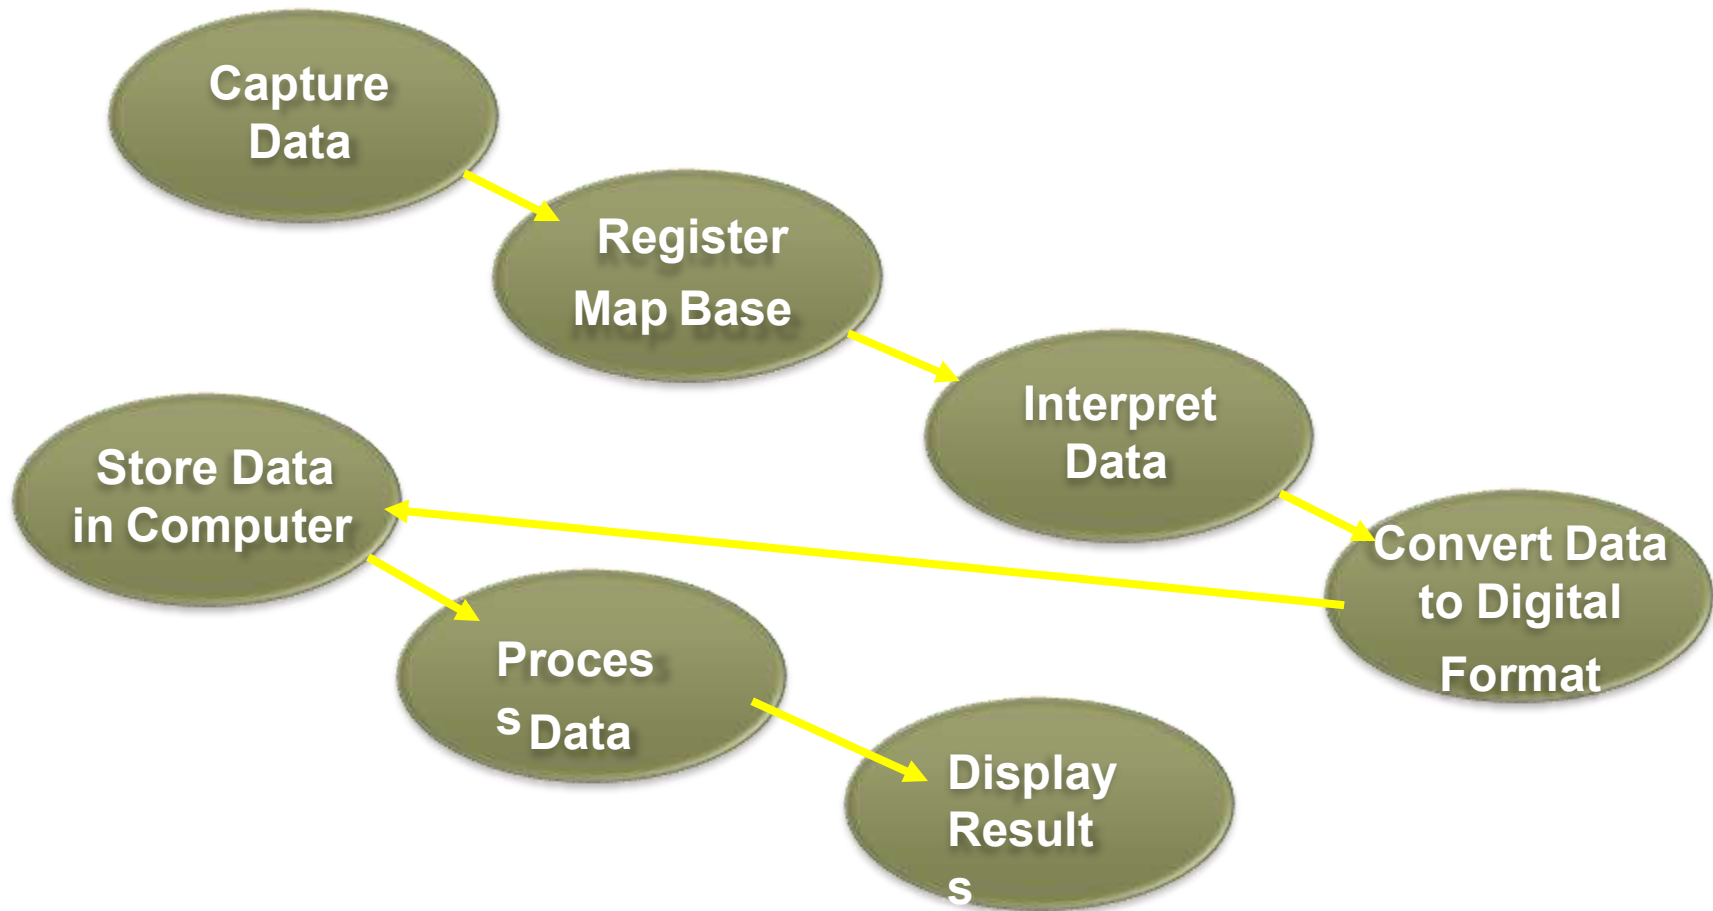 Capture
Data
Register
Map Base
Interpret
Data
Convert Data
to Digital
Format
Store Data
in Computer
Proces
s Data
Display
Result
s